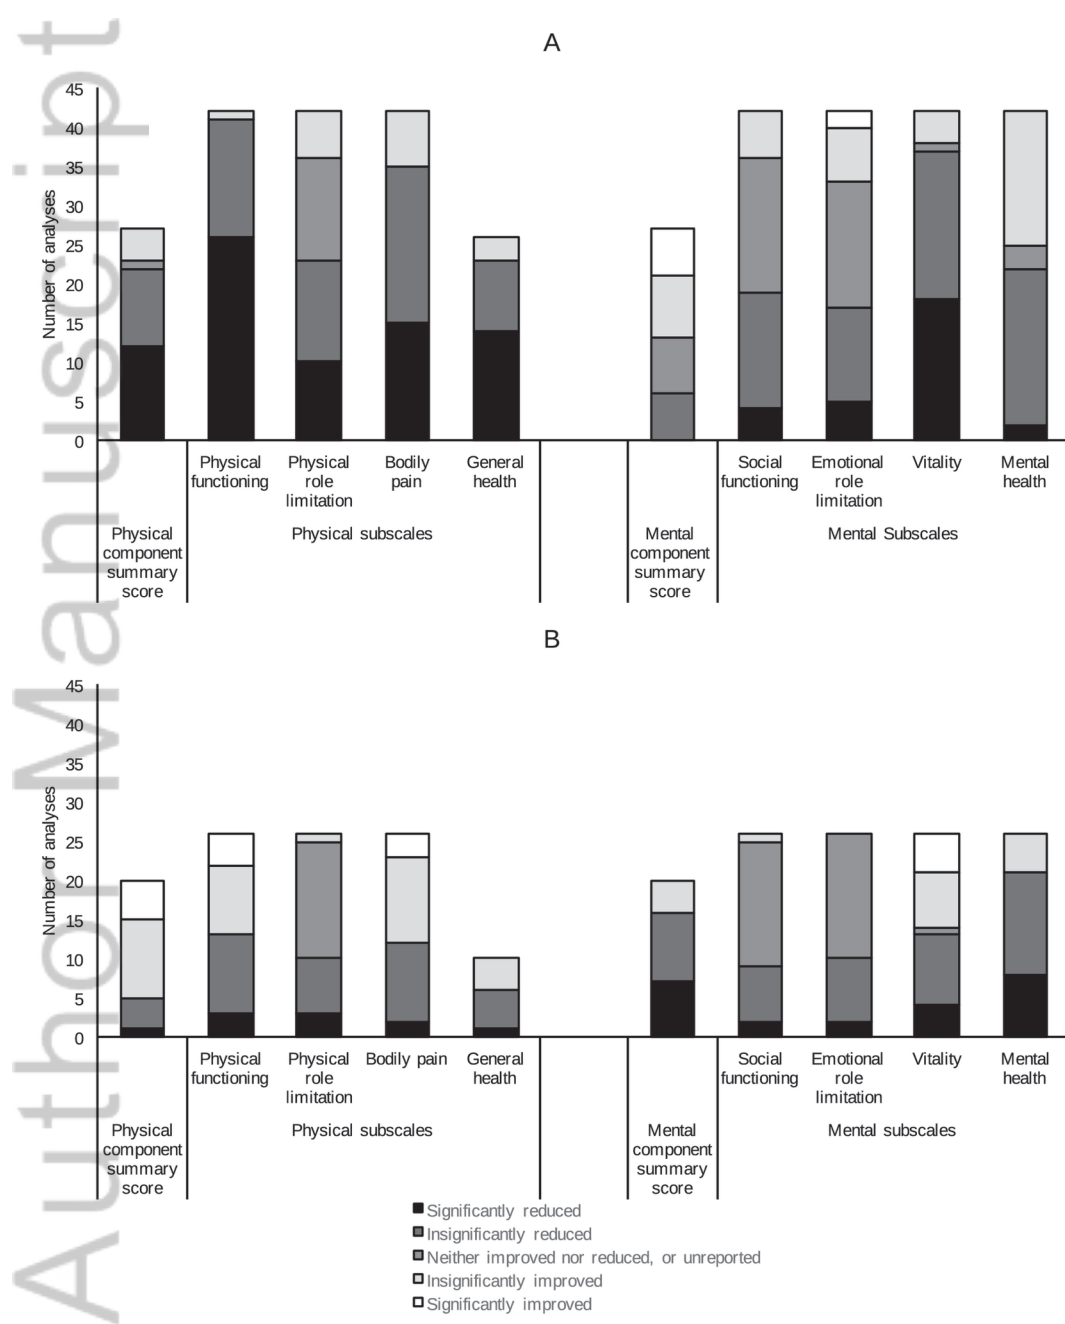 Author Manuscript
A
45
40
35
30
25
20
15
10
5
0
Number of analyses
Physical functioning
Physical role limitation
Bodily pain
General health
Social functioning
Emotional role limitation
Vitality
Mental health
Physical component summary score
Physical subscales
Mental component summary score
Mental Subscales
B
45
40
35
30
25
20
15
10
5
0
Number of analyses
Physical functioning
Physical role limitation
Bodily pain
General health
Social functioning
Emotional role limitation
Vitality
Mental health
Physical component summary score
Physical subscales
Mental component summary score
Mental subscales
Significantly reduced
Insignificantly reduced
Neither improved nor reduced, or unreported
Insignificantly improved
Significantly improved